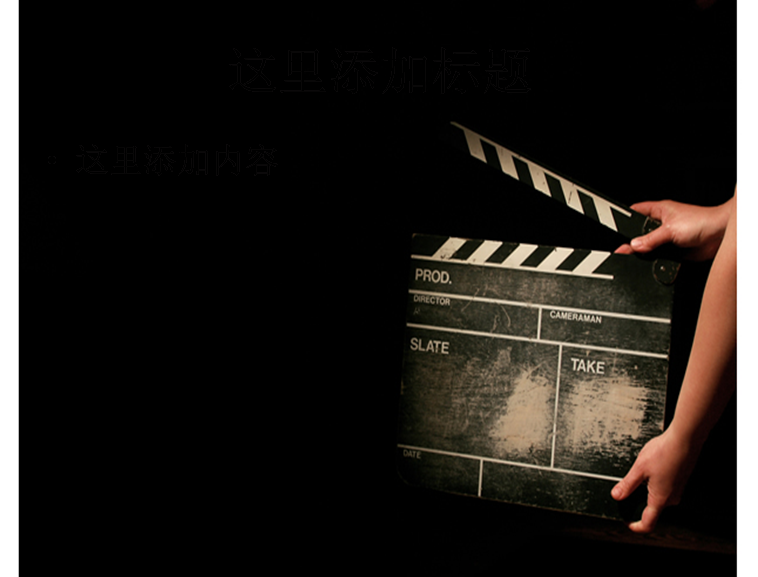 这里添加标题
• 这里添加内容
PROD.
DIRECTOR
CAMERAMAN
SLATE
TAKE
DATE